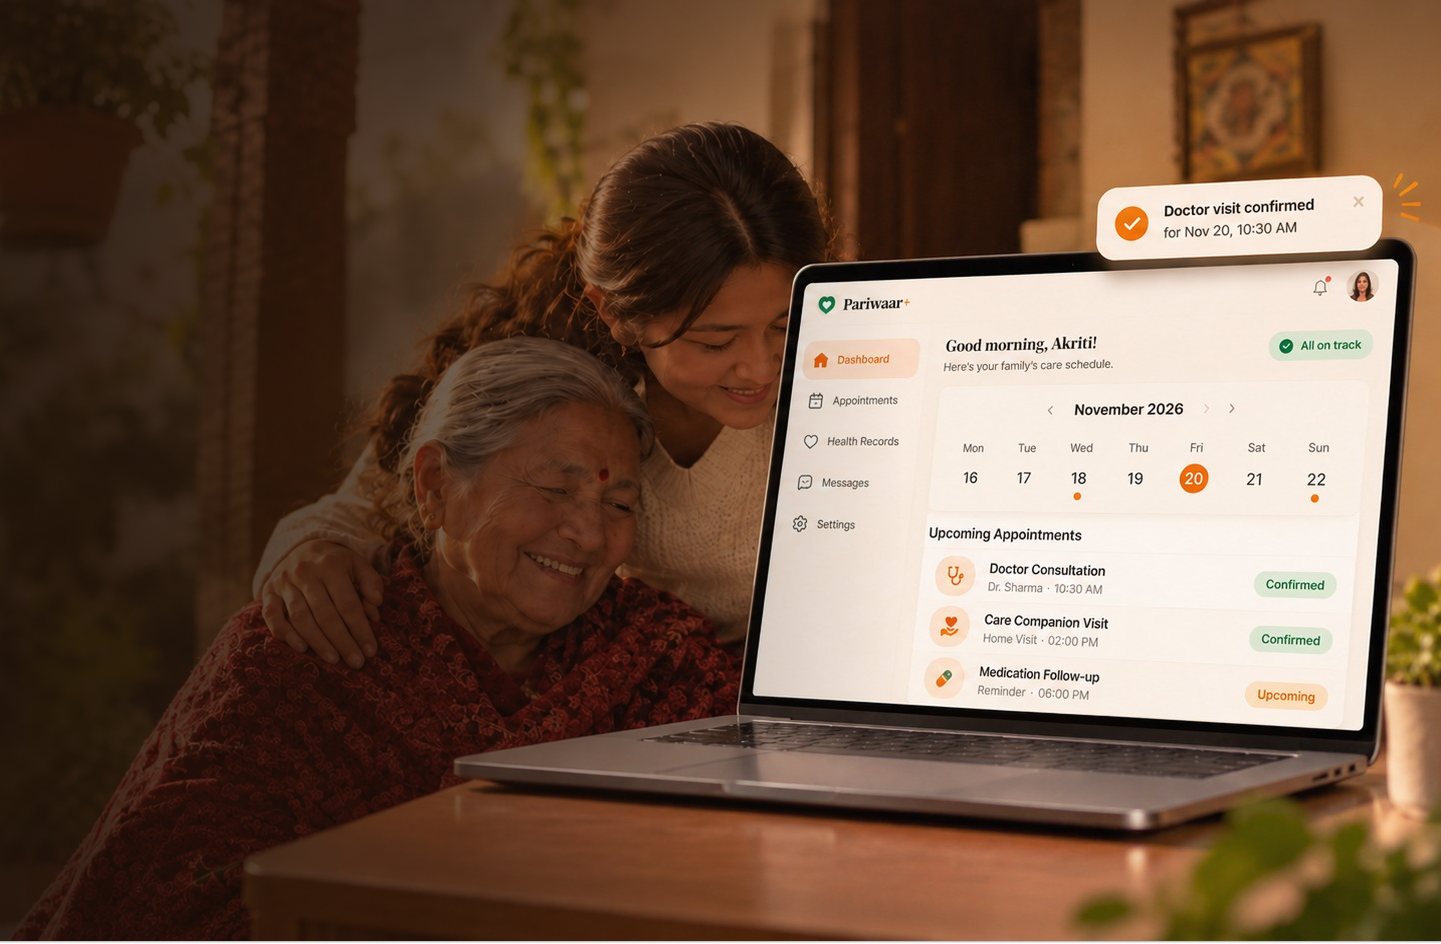 Doctor visit confirmed
for Nov 20, 10:30 AM
Pariwaar+
Dashboard
Appointments
Health Records
Messages
Settings
Good morning, Akriti!
Here's your family's care schedule.
All on track
November 2026
Mon Tue Wed Thu Fri Sat Sun
16 17 18 19 20 21 22
Upcoming Appointments
Doctor Consultation
Dr. Sharma · 10:30 AM
Confirmed
Care Companion Visit
Home Visit · 02:00 PM
Confirmed
Medication Follow-up
Reminder · 06:00 PM
Upcoming